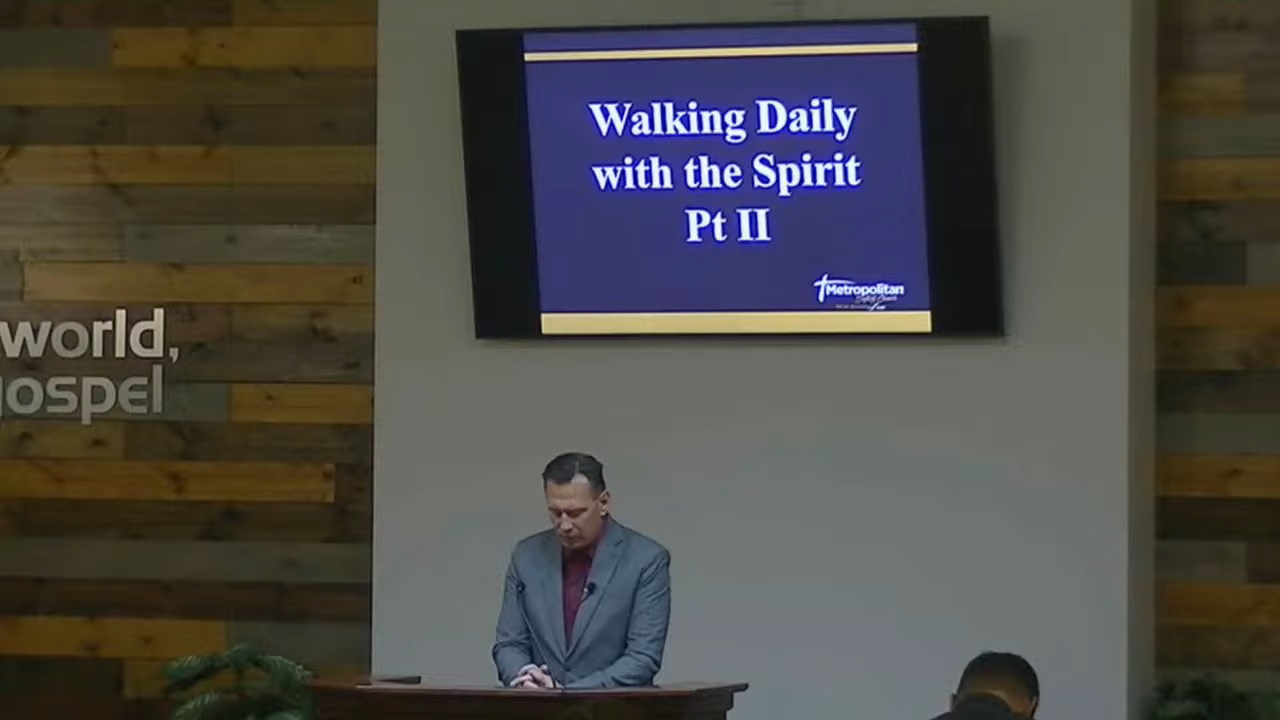 Walking Daily
with the Spirit
Pt II
Metropolitan
world,
gospel